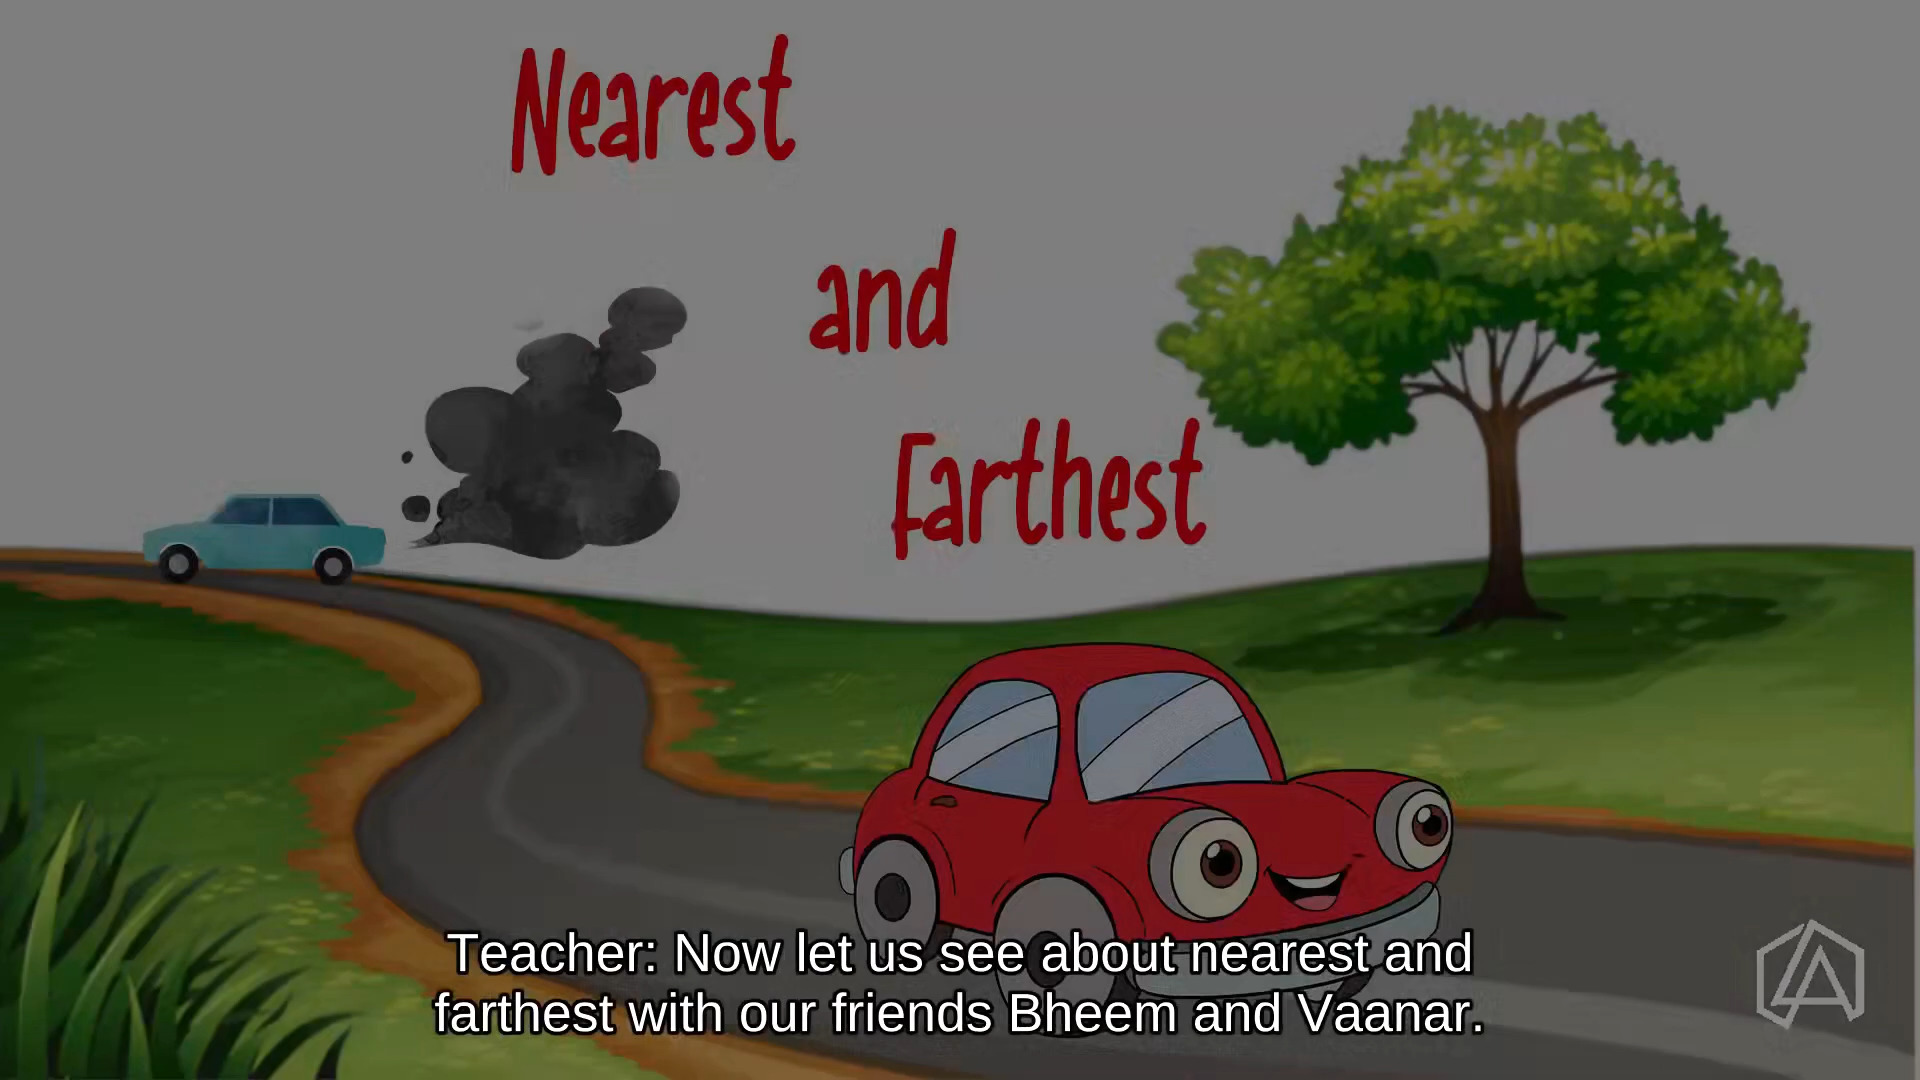 Nearest
and
Farthest
Teacher: Now let us see about nearest and
farthest with our friends Bheem and Vaanar.